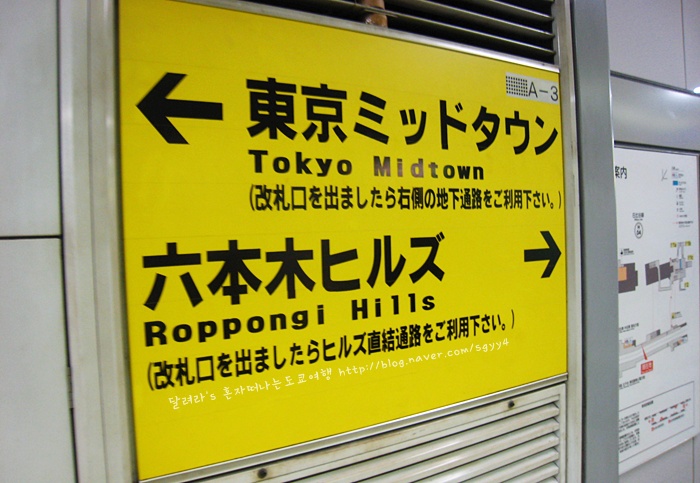 A-3
← 東京ミッドタウン
Tokyo Midtown
(改札口を出ましたら右側の地下通路をご利用下さい。)
六本木ヒルズ →
Roppongi Hills
(改札口を出ましたらヒルズ直結通路をご利用下さい。)
달려라's 혼자떠나는도쿄여행 http://blog.naver.com/sgyy4
案内